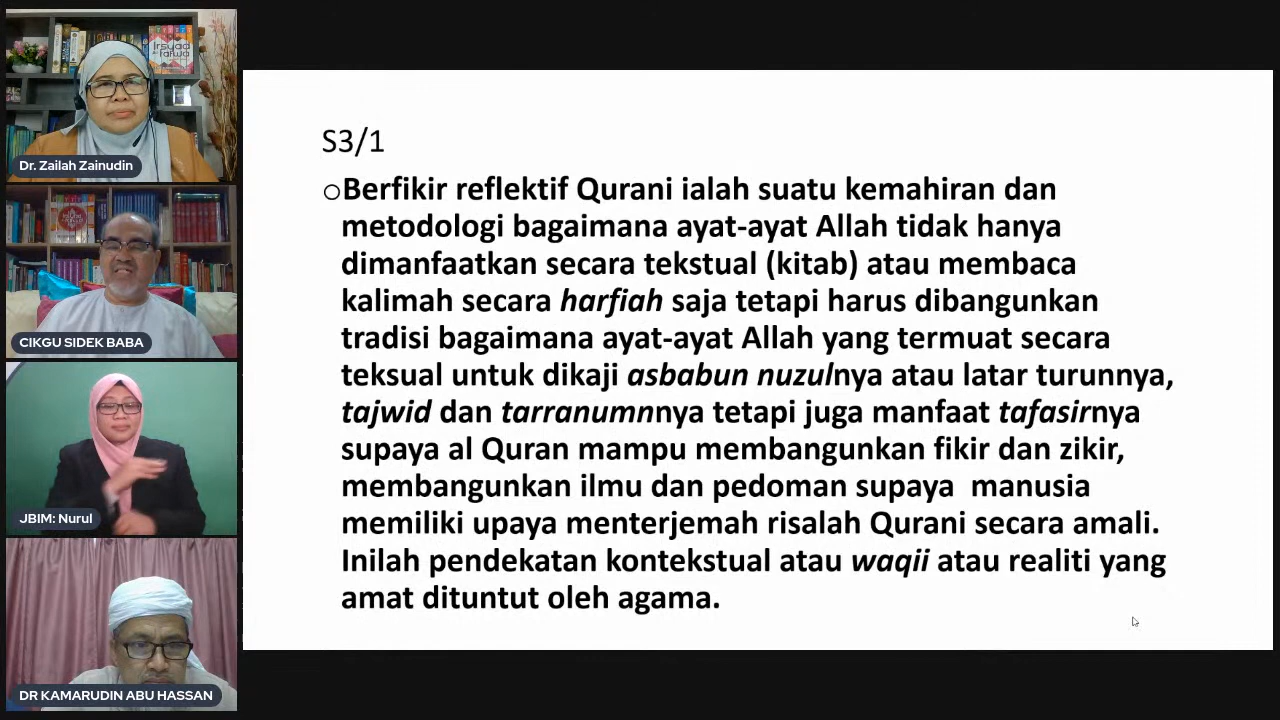 Irsyad
Fatwa
Dr. Zailah Zainudin
CIKGU SIDEK BABA
JBIM: Nurul
DR KAMARUDIN ABU HASSAN
S3/1
○Berfikir reflektif Qurani ialah suatu kemahiran dan
metodologi bagaimana ayat-ayat Allah tidak hanya
dimanfaatkan secara tekstual (kitab) atau membaca
kalimah secara harfiah saja tetapi harus dibangunkan
tradisi bagaimana ayat-ayat Allah yang termuat secara
teksual untuk dikaji asbabun nuzulnya atau latar turunnya,
tajwid dan tarranumnnya tetapi juga manfaat tafasirnya
supaya al Quran mampu membangunkan fikir dan zikir,
membangunkan ilmu dan pedoman supaya  manusia
memiliki upaya menterjemah risalah Qurani secara amali.
Inilah pendekatan kontekstual atau waqii atau realiti yang
amat dituntut oleh agama.